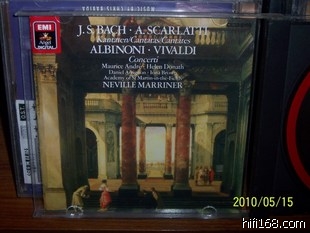 EMI
DIGITAL
J.S. BACH · A. SCARLATTI
Kantaten/Cantatas/Cantates
ALBINONI · VIVALDI
Concerti
Maurice André · Helen Donath
Academy of St Martin-in-the-Fields
NEVILLE MARRINER
2010/05/15
hifi168.com